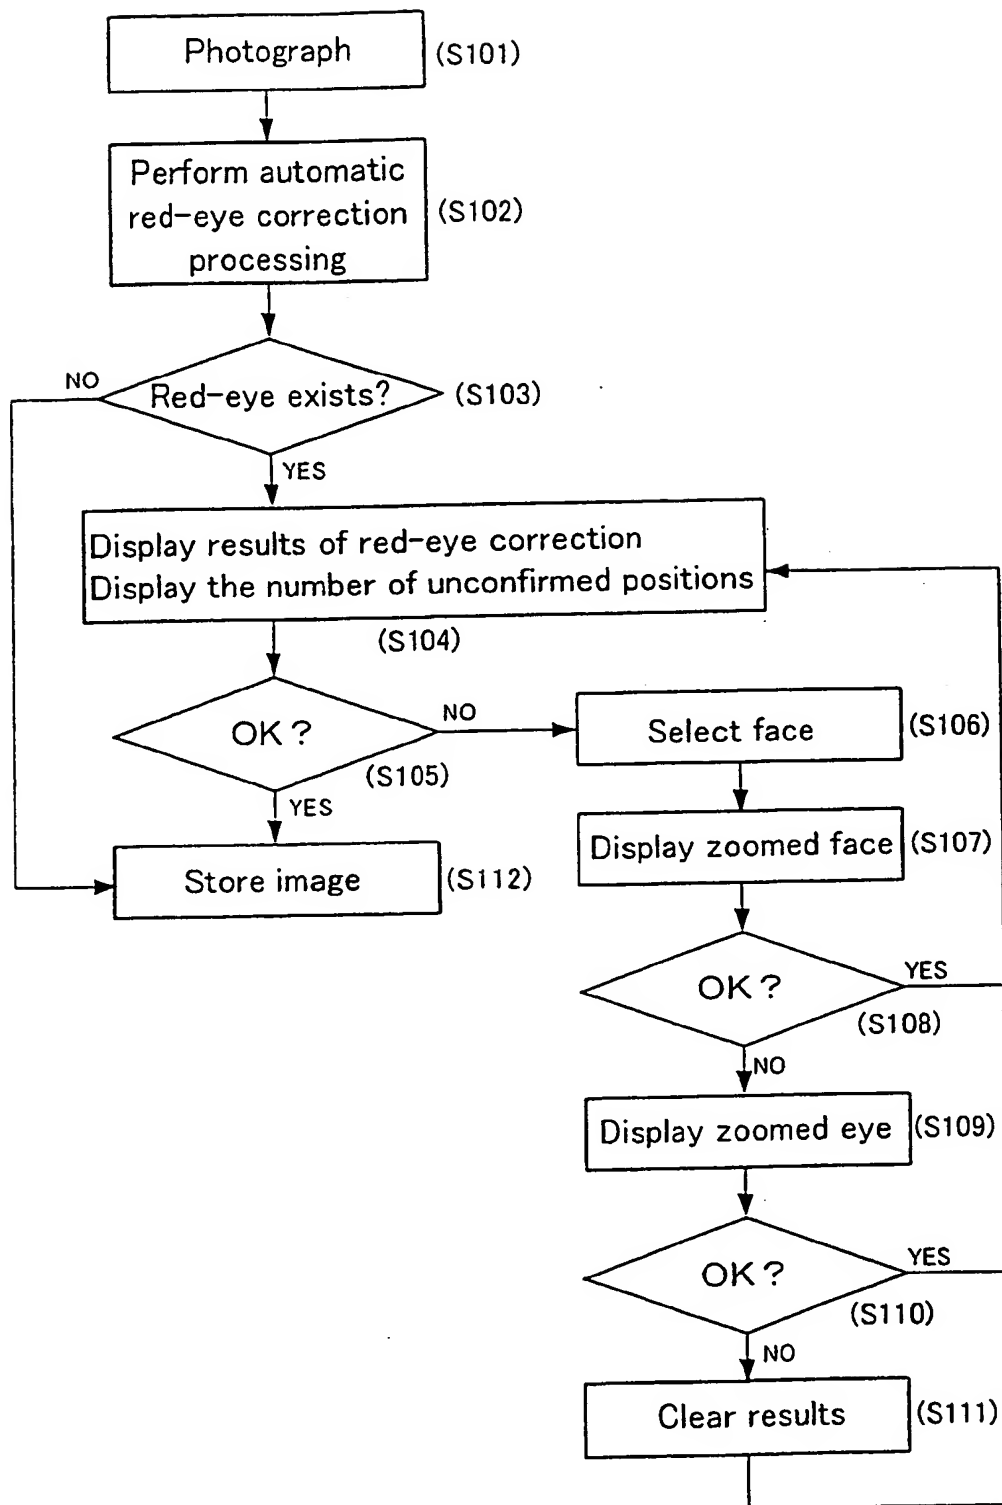 Photograph
(S101)
Perform automatic
red-eye correction
processing
(S102)
NO
Red-eye exists?
(S103)
YES
Display results of red-eye correction
Display the number of unconfirmed positions
(S104)
OK?
NO
(S105)
YES
Select face
(S106)
Display zoomed face
(S107)
Store image
(S112)
OK?
YES
(S108)
NO
Display zoomed eye
(S109)
OK?
YES
(S110)
NO
Clear results
(S111)